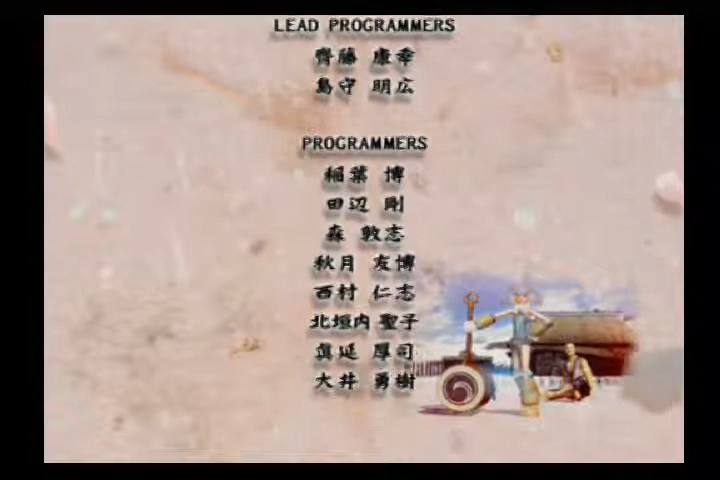 LEAD PROGRAMMERS
齊藤 康幸
島守 明広
PROGRAMMERS
稲葉 博
田辺 剛
森 敦志
秋月 友博
西村 仁志
北垣内 聖子
眞延 厚司
大井 勇樹